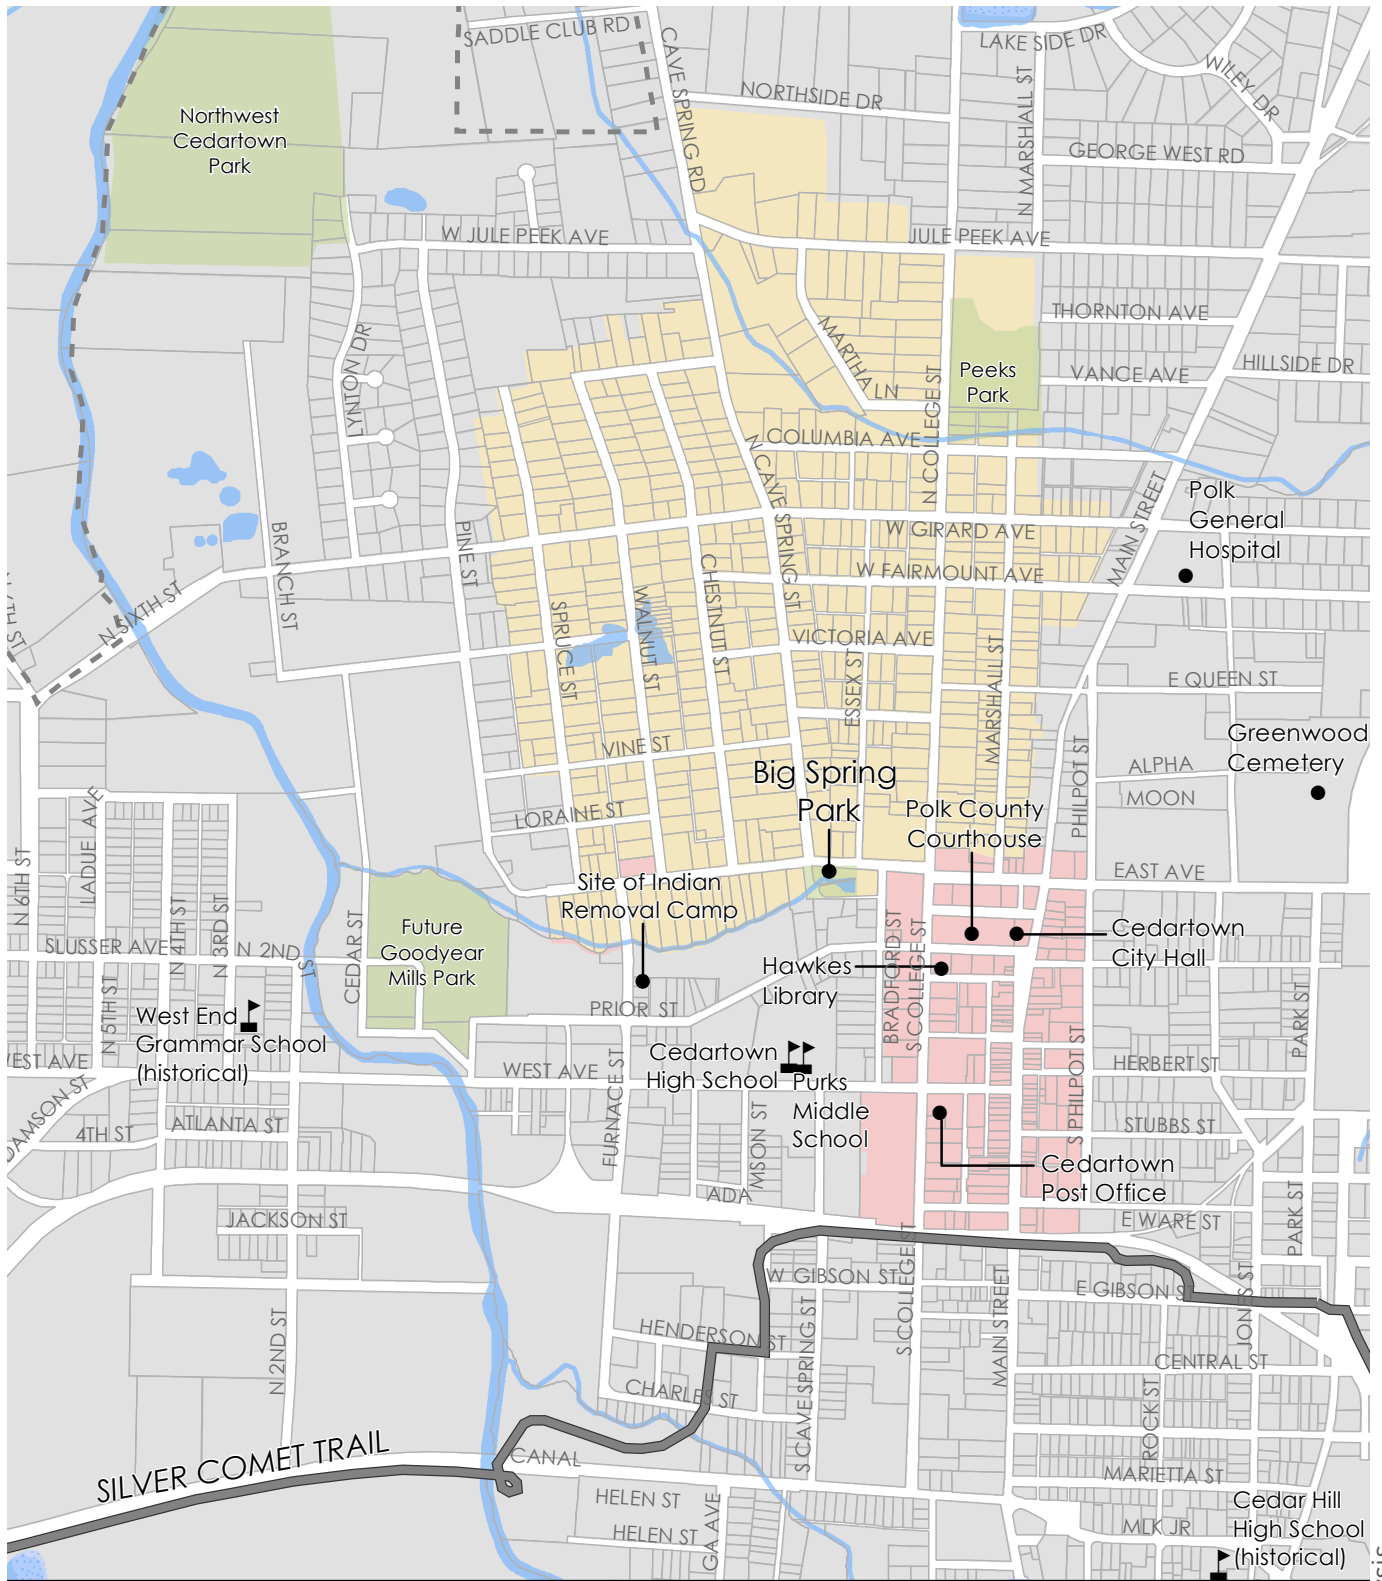 SADDLE CLUB RD
CAVE SPRING RD
LAKE SIDE DR
WILEY DR
NORTHSIDE DR
N MARSHALL ST
GEORGE WEST RD
Northwest
Cedartown
Park
W JULE PEEK AVE
JULE PEEK AVE
THORNTON AVE
LYNTON DR
MARTHA LN
HILLSIDE DR
Peeks
Park
VANCE AVE
N COLLEGE ST
COLUMBIA AVE
N CAVE SPRING ST
MAIN STREET
Polk
General
Hospital
W GIRARD AVE
BRANCH ST
PINE ST
W FAIRMOUNT AVE
CHESTNUT ST
N SIXTH ST
SPRUCE ST
WALNUT ST
VICTORIA AVE
ESSEX ST
MARSHALL ST
E QUEEN ST
VINE ST
Greenwood
Cemetery
PHILPOT ST
ALPHA
MOON
Big Spring
Park
Polk County
Courthouse
LORAINE ST
LADUE AVE
N 6TH ST
EAST AVE
Site of Indian
Removal Camp
N 4TH ST
N 3RD ST
CEDAR ST
Future
Goodyear
Mills Park
BRADFORD ST
S COLLEGE ST
Cedartown
City Hall
SLUSSER AVE
N 2ND ST
Hawkes
Library
N 5TH ST
PRIOR ST
PARK ST
West End
Grammar School
(historical)
S PHILPOT ST
Cedartown
High School
Purks
Middle
School
EST AVE
WEST AVE
HERBERT ST
FURNACE ST
DAMSON ST
4TH ST
ATLANTA ST
STUBBS ST
MSON ST
ADA
Cedartown
Post Office
JACKSON ST
E WARE ST
PARK ST
S COLLEGE ST
W GIBSON ST
E GIBSON ST
JONES ST
N 2ND ST
HENDERSON ST
S CAVE SPRING ST
MAIN STREET
CENTRAL ST
CHARLES ST
ROCK ST
SILVER COMET TRAIL
CANAL
MARIETTA ST
HELEN ST
GA AVE
HELEN ST
MLK JR
Cedar Hill
High School
(historical)